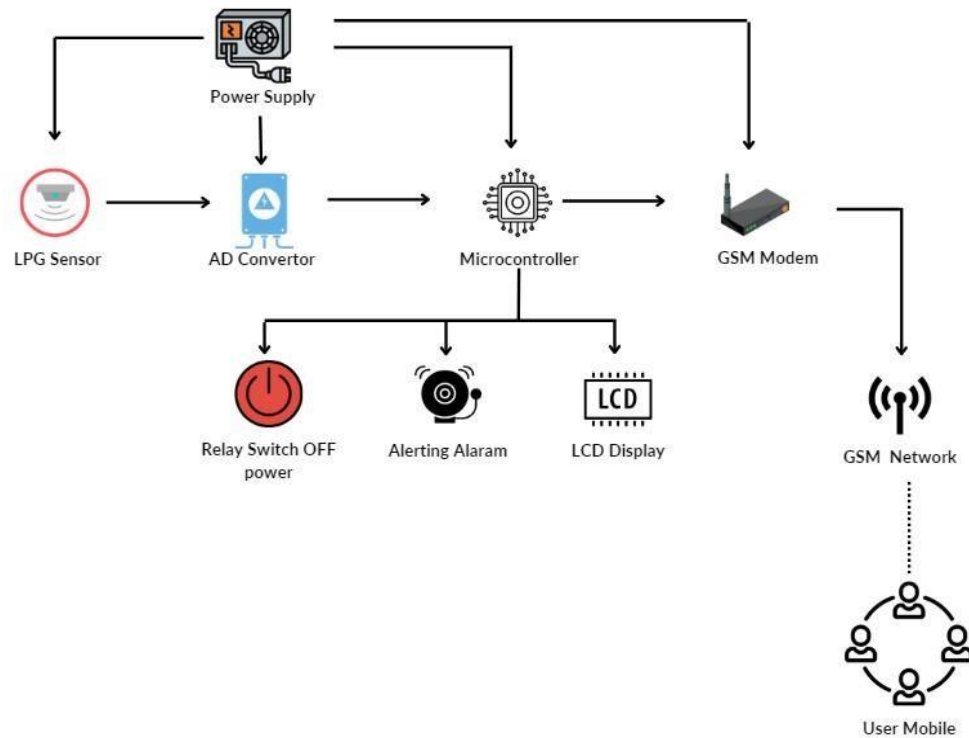 Power Supply
LPG Sensor
AD Convertor
Microcontroller
GSM Modem
LCD
Relay Switch OFF
power
Alerting Alaram
LCD Display
GSM Network
User Mobile